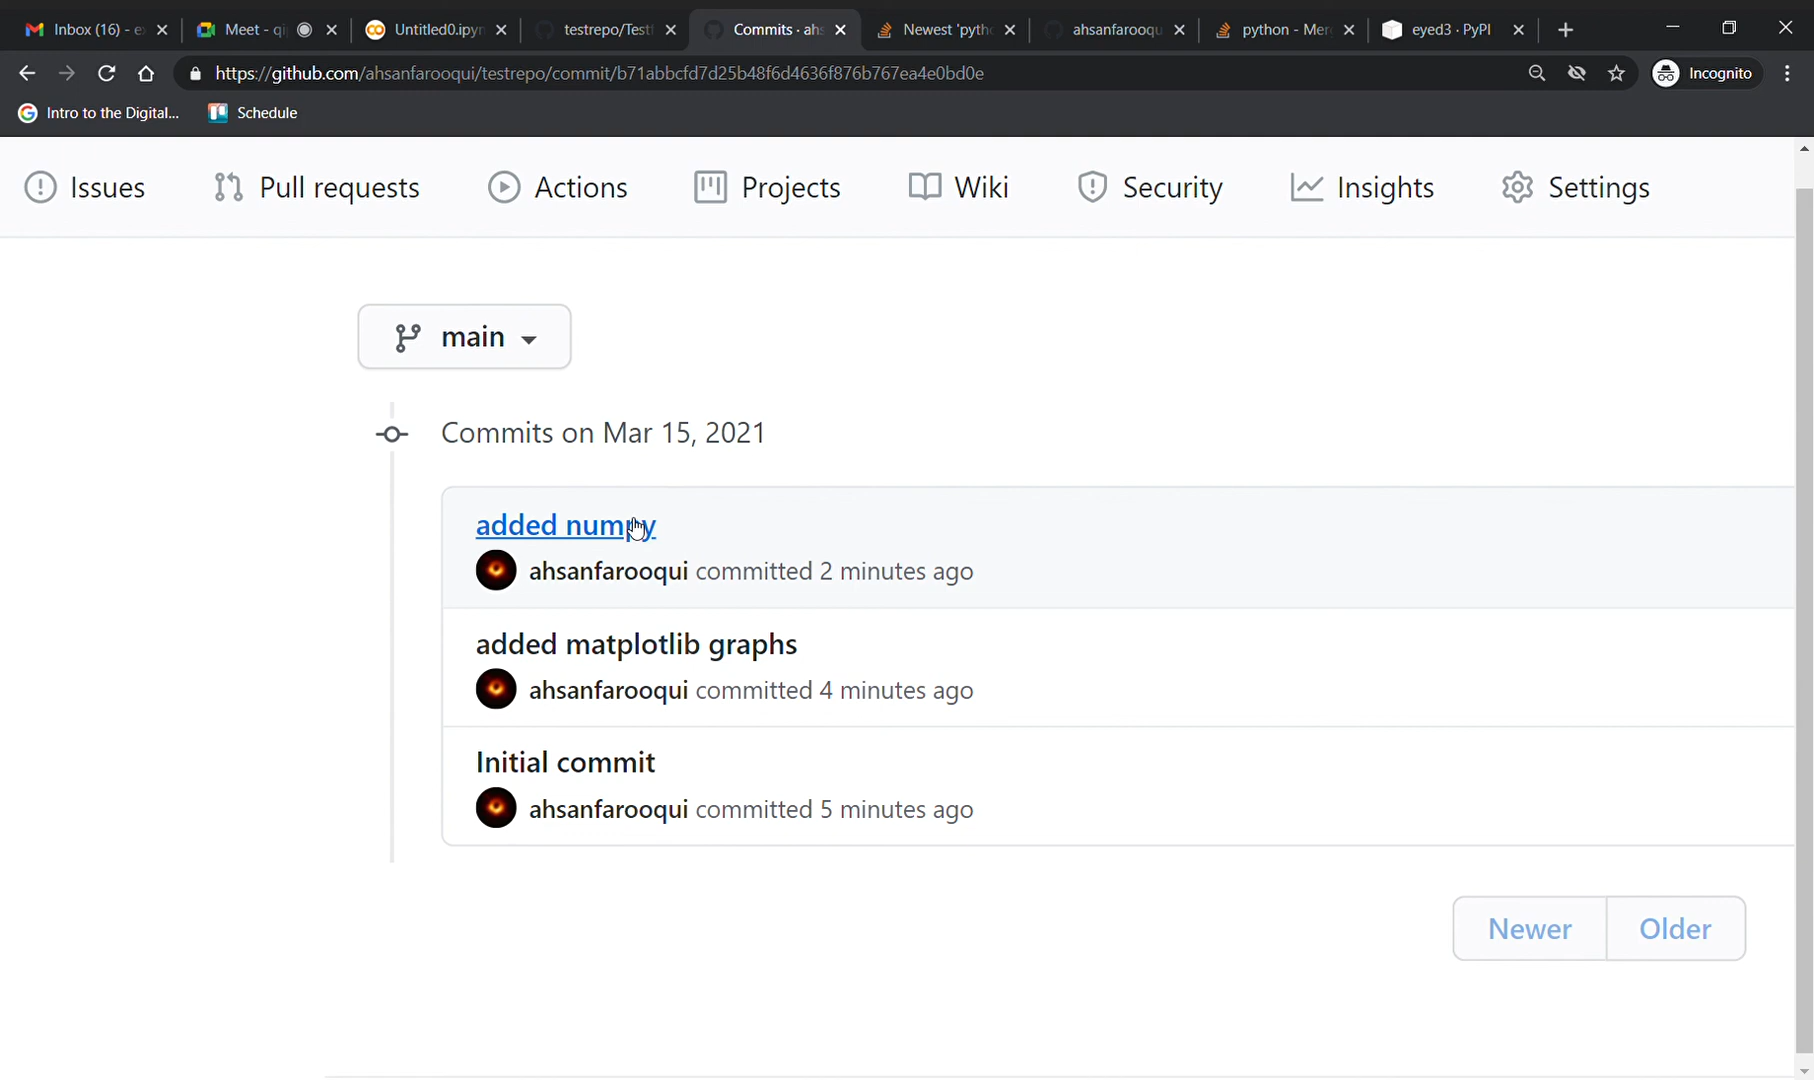 Inbox (16) - e
Meet - qi
Untitled0.ipyn
testrepo/Test
Commits · ahs
Newest 'pytho
ahsanfarooqu
python - Mer
eyed3 · PyPI
https://github.com/ahsanfarooqui/testrepo/commit/b71abbcfd7d25b48f6d4636f876b767ea4e0bd0e
Incognito
Intro to the Digital...
Schedule
Issues
Pull requests
Actions
Projects
Wiki
Security
Insights
Settings
main
Commits on Mar 15, 2021
added numpy
ahsanfarooqui committed 2 minutes ago
added matplotlib graphs
ahsanfarooqui committed 4 minutes ago
Initial commit
ahsanfarooqui committed 5 minutes ago
Newer
Older